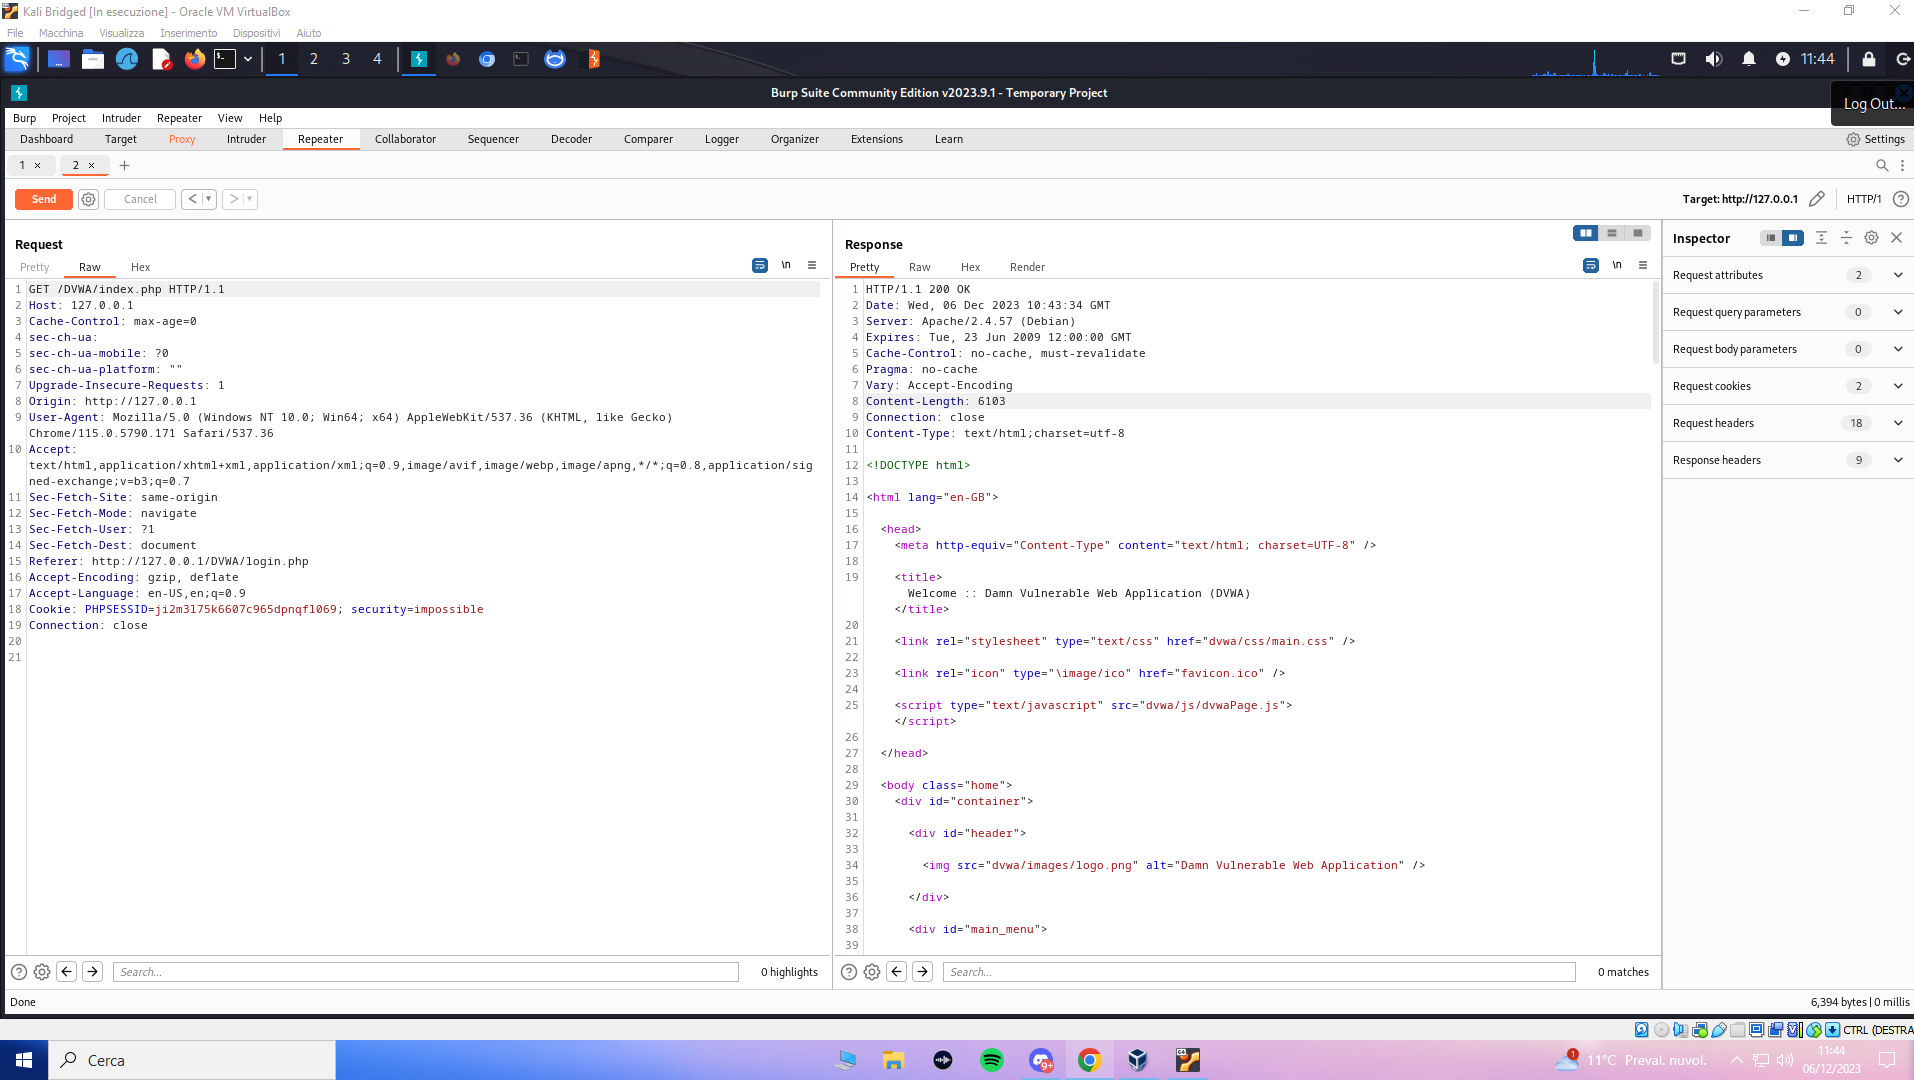 Kali Bridged [In esecuzione] - Oracle VM VirtualBox
File Macchina Visualizza Inserimento Dispositivi Aiuto
1 2 3 4 11:44
Burp Suite Community Edition v2023.9.1 - Temporary Project
Log Out...
Burp Project Intruder Repeater View Help
Dashboard Target Proxy Intruder Repeater Collaborator Sequencer Decoder Comparer Logger Organizer Extensions Learn Settings
1 × 2 × +
Send Cancel < > Target: http://127.0.0.1 HTTP/1
Request
Pretty Raw Hex \n
1 GET /DVWA/index.php HTTP/1.1
2 Host: 127.0.0.1
3 Cache-Control: max-age=0
4 sec-ch-ua:
5 sec-ch-ua-mobile: ?0
6 sec-ch-ua-platform: ""
7 Upgrade-Insecure-Requests: 1
8 Origin: http://127.0.0.1
9 User-Agent: Mozilla/5.0 (Windows NT 10.0; Win64; x64) AppleWebKit/537.36 (KHTML, like Gecko)
Chrome/115.0.5790.171 Safari/537.36
10 Accept:
text/html,application/xhtml+xml,application/xml;q=0.9,image/avif,image/webp,image/apng,*/*;q=0.8,application/sig
ned-exchange;v=b3;q=0.7
11 Sec-Fetch-Site: same-origin
12 Sec-Fetch-Mode: navigate
13 Sec-Fetch-User: ?1
14 Sec-Fetch-Dest: document
15 Referer: http://127.0.0.1/DVWA/login.php
16 Accept-Encoding: gzip, deflate
17 Accept-Language: en-US,en;q=0.9
18 Cookie: PHPSESSID=ji2m3l75k6607c965dpnqfl069; security=impossible
19 Connection: close
20
21
Search... 0 highlights
Response
Pretty Raw Hex Render \n
1 HTTP/1.1 200 OK
2 Date: Wed, 06 Dec 2023 10:43:34 GMT
3 Server: Apache/2.4.57 (Debian)
4 Expires: Tue, 23 Jun 2009 12:00:00 GMT
5 Cache-Control: no-cache, must-revalidate
6 Pragma: no-cache
7 Vary: Accept-Encoding
8 Content-Length: 6103
9 Connection: close
10 Content-Type: text/html;charset=utf-8
11
12 <!DOCTYPE html>
13
14 <html lang="en-GB">
15
16 <head>
17 <meta http-equiv="Content-Type" content="text/html; charset=UTF-8" />
18
19 <title>
Welcome :: Damn Vulnerable Web Application (DVWA)
</title>
20
21 <link rel="stylesheet" type="text/css" href="dvwa/css/main.css" />
22
23 <link rel="icon" type="\image/ico" href="favicon.ico" />
24
25 <script type="text/javascript" src="dvwa/js/dvwaPage.js">
</script>
26
27 </head>
28
29 <body class="home">
30 <div id="container">
31
32 <div id="header">
33
34 <img src="dvwa/images/logo.png" alt="Damn Vulnerable Web Application" />
35
36 </div>
37
38 <div id="main_menu">
39
Search... 0 matches
Inspector
Request attributes 2
Request query parameters 0
Request body parameters 0
Request cookies 2
Request headers 18
Response headers 9
Done 6,394 bytes | 0 millis
CTRL (DESTRA
Cerca 9+ 1 11°C Preval. nuvol. 11:44
06/12/2023